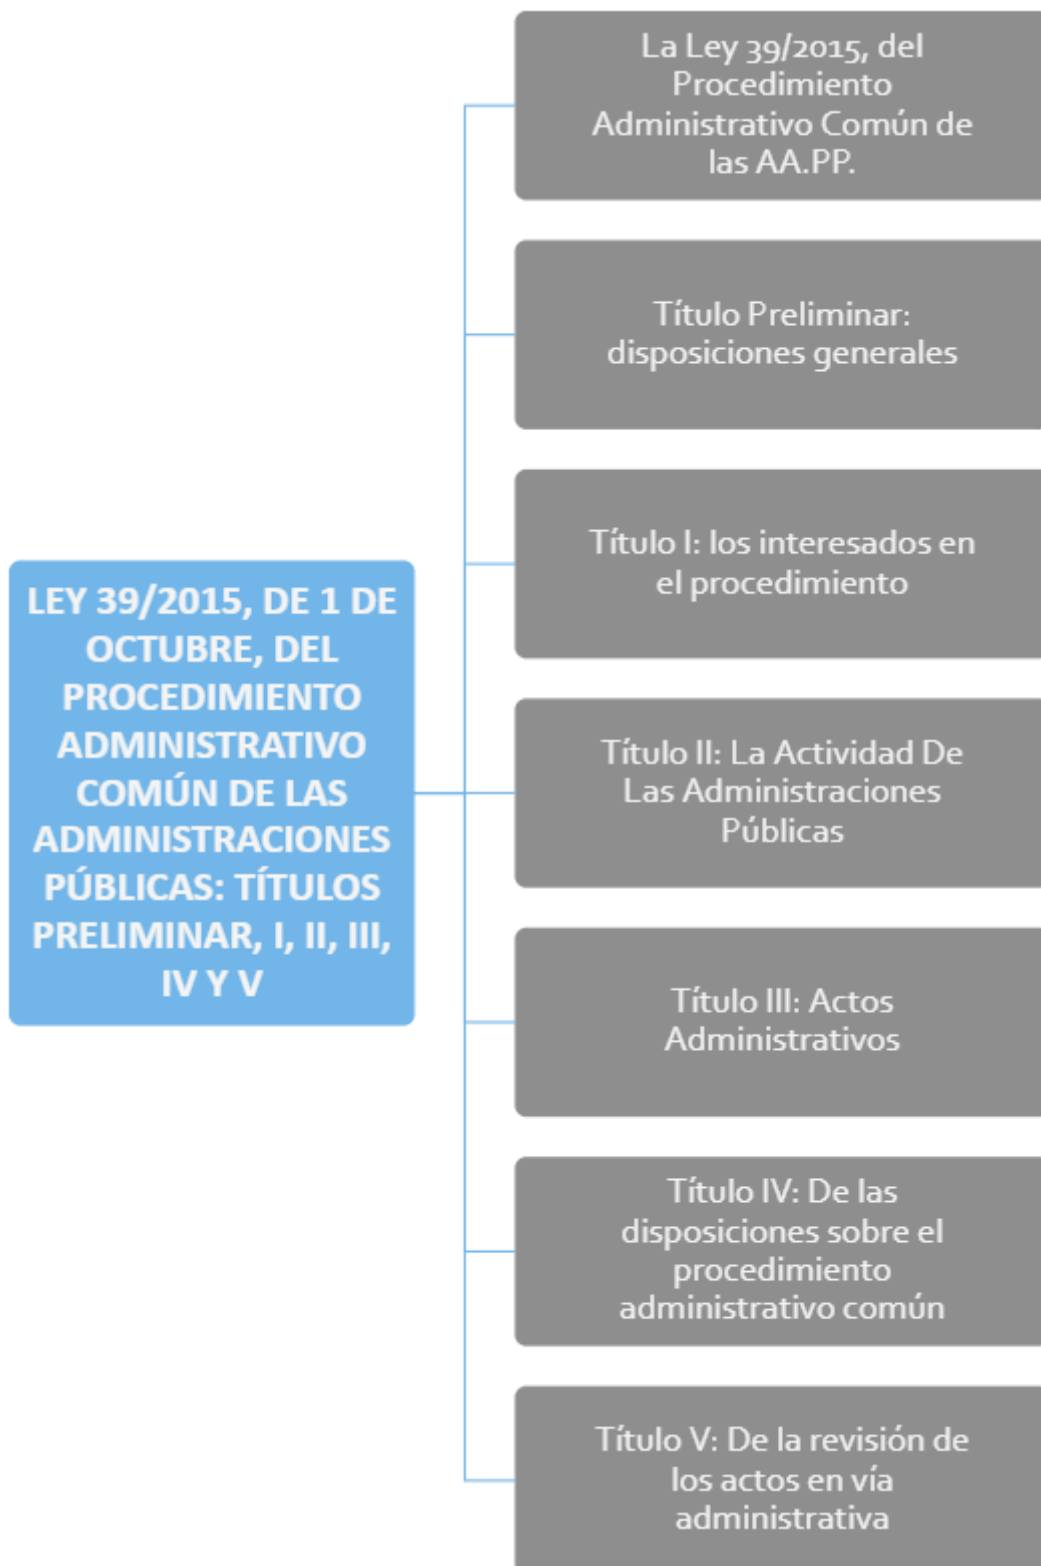 La Ley 39/2015, del
Procedimiento
Administrativo Común de
las AA.PP.
Título Preliminar:
disposiciones generales
Título I: los interesados en
el procedimiento
LEY 39/2015, DE 1 DE
OCTUBRE, DEL
PROCEDIMIENTO
ADMINISTRATIVO
COMÚN DE LAS
ADMINISTRACIONES
PÚBLICAS: TÍTULOS
PRELIMINAR, I, II, III,
IV Y V
Título II: La Actividad De
Las Administraciones
Públicas
Título III: Actos
Administrativos
Título IV: De las
disposiciones sobre el
procedimiento
administrativo común
Título V: De la revisión de
los actos en vía
administrativa